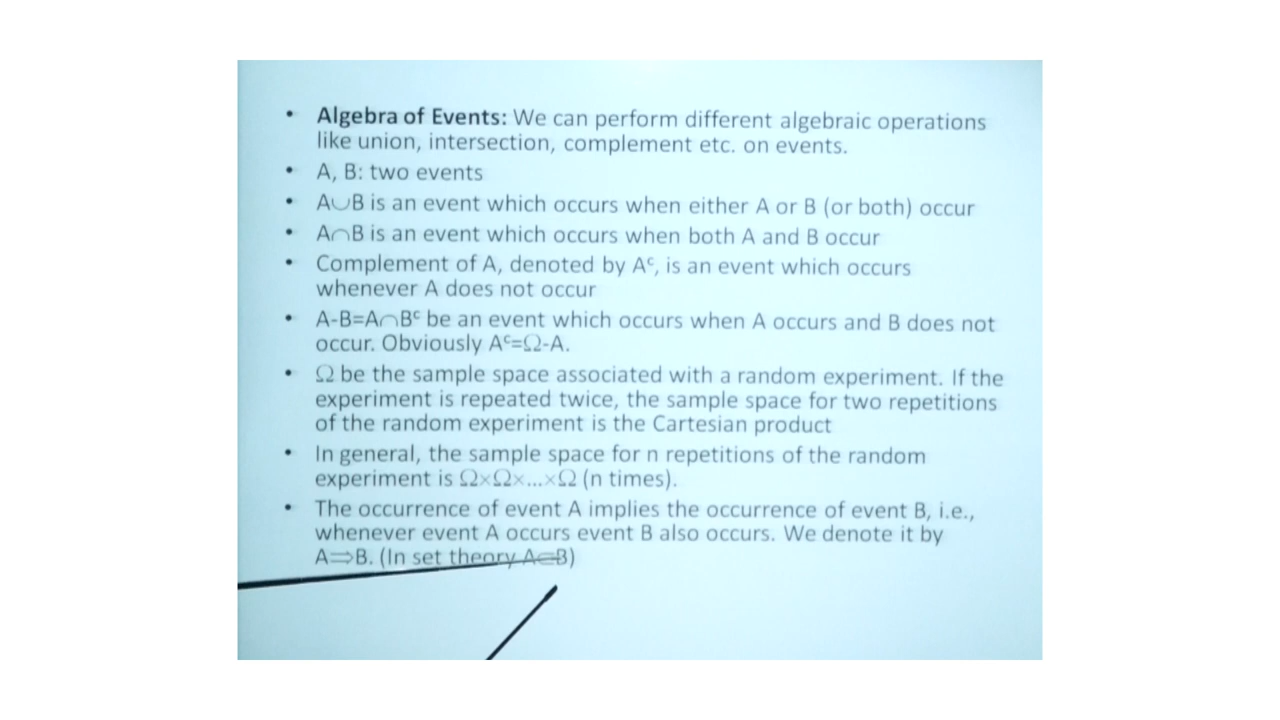 • Algebra of Events: We can perform different algebraic operations
like union, intersection, complement etc. on events.
• A, B: two events
• A∪B is an event which occurs when either A or B (or both) occur
• A∩B is an event which occurs when both A and B occur
• Complement of A, denoted by Aᶜ, is an event which occurs
whenever A does not occur
• A-B=A∩Bᶜ be an event which occurs when A occurs and B does not
occur. Obviously Aᶜ=Ω-A.
• Ω be the sample space associated with a random experiment. If the
experiment is repeated twice, the sample space for two repetitions
of the random experiment is the Cartesian product
• In general, the sample space for n repetitions of the random
experiment is Ω×Ω×...×Ω (n times).
• The occurrence of event A implies the occurrence of event B, i.e.,
whenever event A occurs event B also occurs. We denote it by
A⇒B. (In set theory A⊆B)